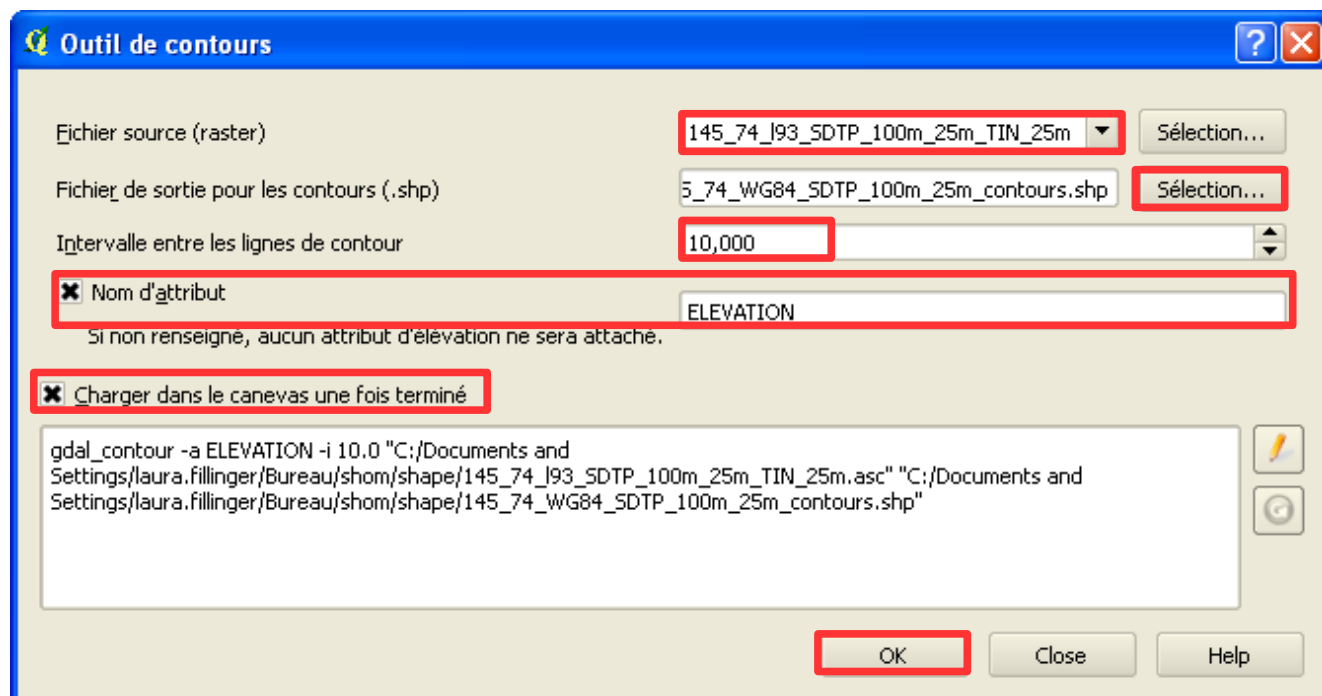 Outil de contours
Fichier source (raster)
145_74_l93_SDTP_100m_25m_TIN_25m
Sélection...
Fichier de sortie pour les contours (.shp)
5_74_WG84_SDTP_100m_25m_contours.shp
Sélection...
Intervalle entre les lignes de contour
10,000
Nom d'attribut
ELEVATION
Si non renseigné, aucun attribut d'élévation ne sera attaché.
Charger dans le canevas une fois terminé
gdal_contour -a ELEVATION -i 10.0 "C:/Documents and
Settings/laura.fillinger/Bureau/shom/shape/145_74_l93_SDTP_100m_25m_TIN_25m.asc" "C:/Documents and
Settings/laura.fillinger/Bureau/shom/shape/145_74_WG84_SDTP_100m_25m_contours.shp"
OK
Close
Help